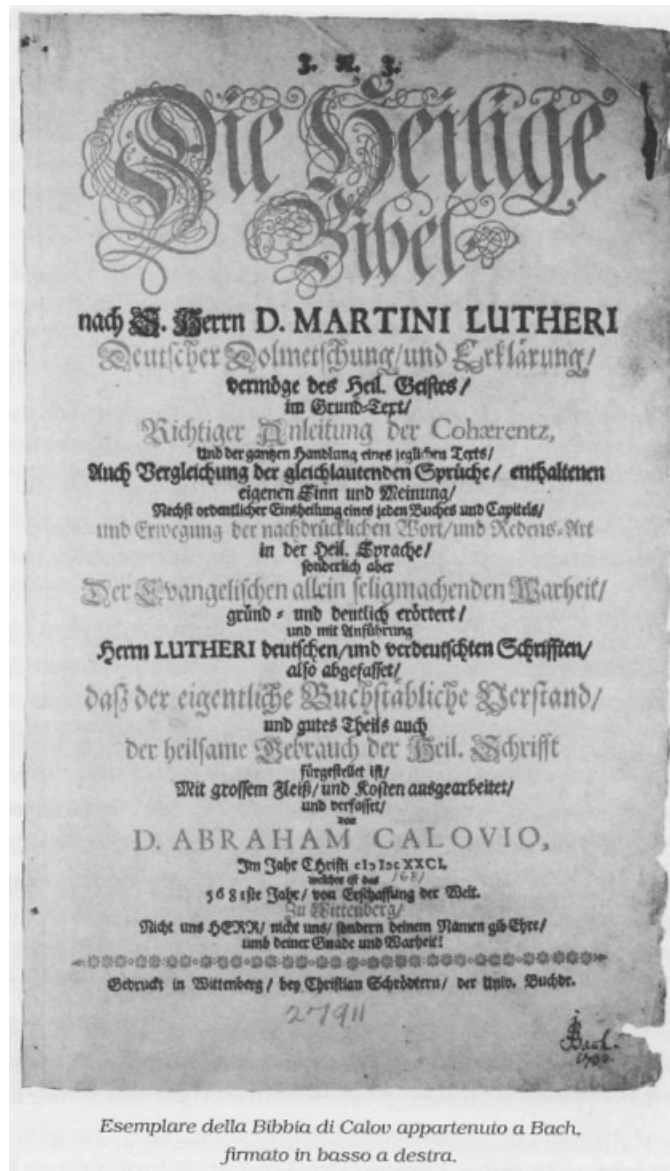 J. N. J.
Die Heilige
Bibel
nach S. Herrn D. MARTINI LUTHERI
Deutscher Dolmetschung/und Erklärung/
vermöge des Heil. Geistes/
im Grund-Text/
Richtiger Anleitung der Cohærentz,
Und der gantzen Handlung eines jeglichen Texts/
Auch Vergleichung der gleichlautenden Sprüche/ enthaltenen
eigenen Sinn und Meinung/
Nechst ordentlicher Eintheilung eines jeden Buches und Capitels/
und Erwegung der nachdrücklichen Wort/und Redens-Art
in der Heil. Sprache/
sonderlich aber
Der Evangelischen allein seligmachenden Warheit/
gründ- und deutlich erörtert/
und mit Anführung
Herrn LUTHERI deutschen/und verdeutschten Schrifften/
also abgefasset/
daß der eigentliche Buchstäbliche Verstand/
und gutes Theils auch
der heilsame Gebrauch der Heil. Schrifft
fürgestellet ist/
Mit grossem Fleiß/und Kosten ausgearbeitet/
und verfasset/
von
D. ABRAHAM CALOVIO,
Im Jahr CHristi cIↃ IↃc XXCI.
welcher ist das 1681
5681ste Jahr/ von Erschaffung der Welt.
Zu Wittenberg/
Nicht uns HERR/ nicht uns/ sondern deinem Namen gib Ehre/
umb deiner Gnade und Warheit!
Gedruckt in Wittenberg/ bey Christian Schrödtern/ der Univ. Buchdr.
27911
JSBach.
1733.
Esemplare della Bibbia di Calov appartenuto a Bach,
firmato in basso a destra.